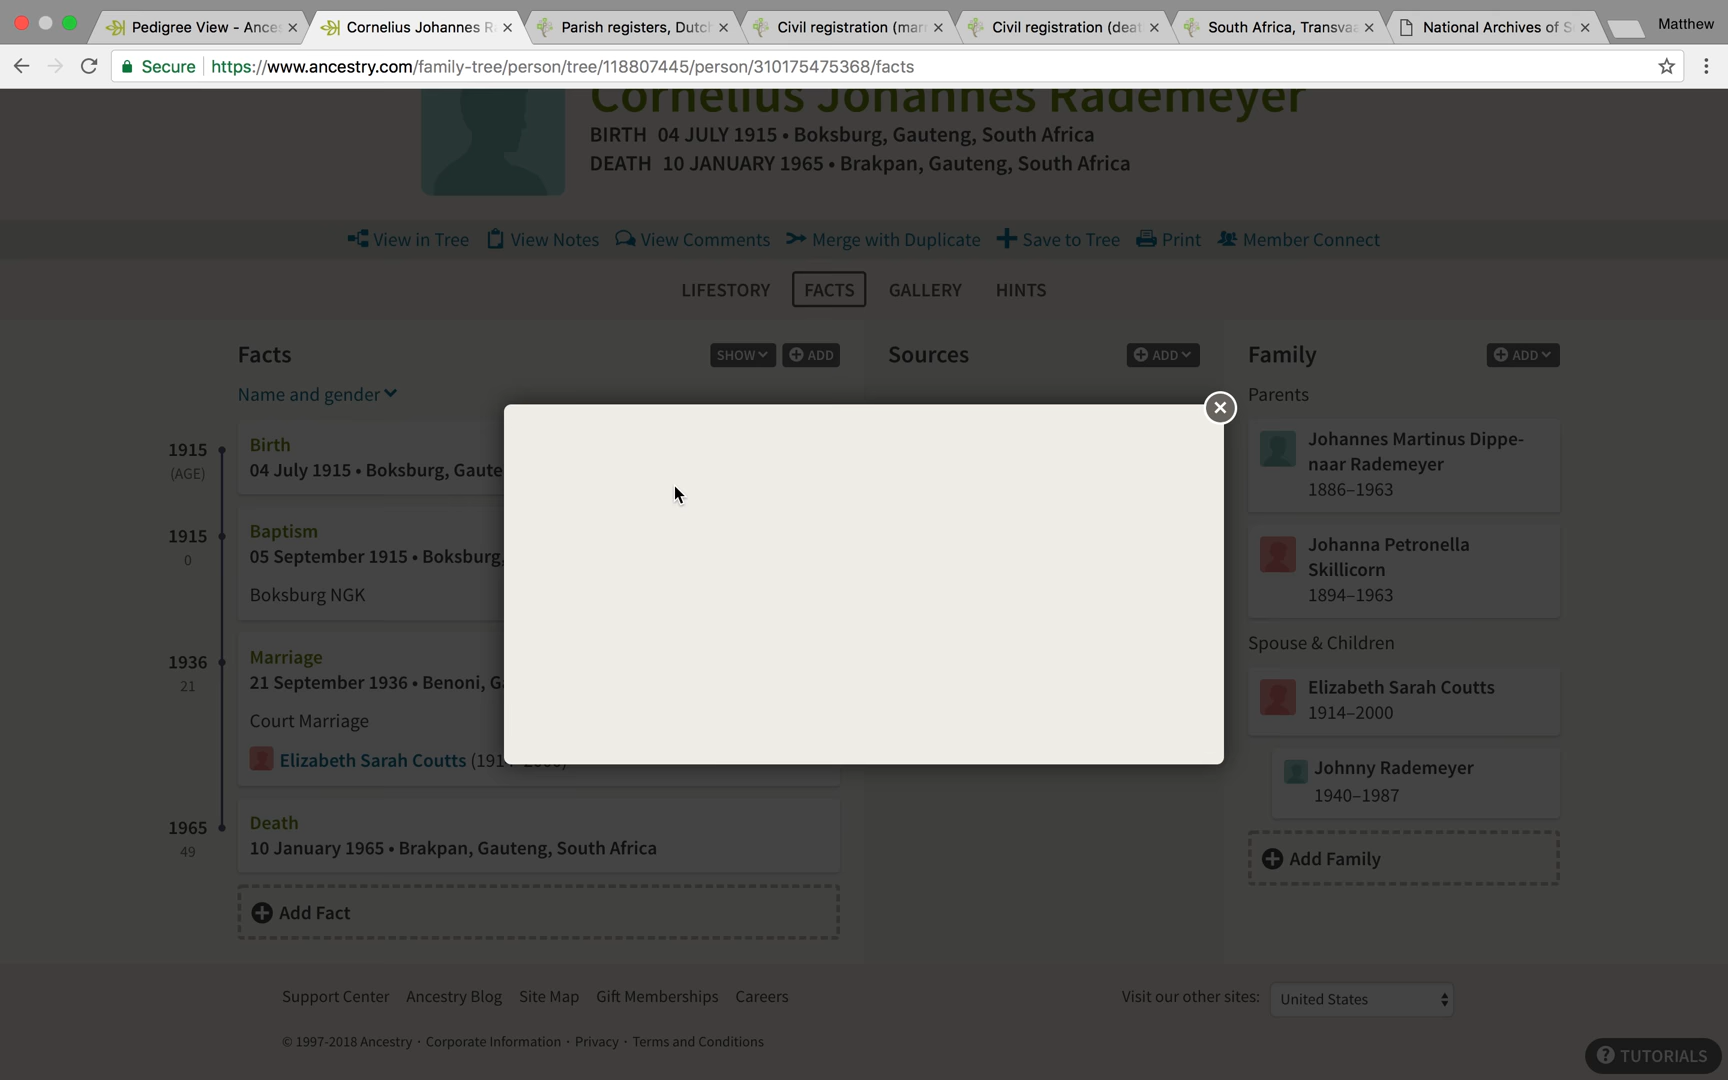 Pedigree View - Ances
Cornelius Johannes R
Parish registers, Dutch
Civil registration (mar
Civil registration (deat
South Africa, Transvaa
National Archives of S
Matthew
Secure https://www.ancestry.com/family-tree/person/tree/118807445/person/310175475368/facts
Cornelius Johannes Rademeyer
BIRTH 04 JULY 1915 • Boksburg, Gauteng, South Africa
DEATH 10 JANUARY 1965 • Brakpan, Gauteng, South Africa
View in Tree View Notes View Comments Merge with Duplicate Save to Tree Print Member Connect
LIFESTORY FACTS GALLERY HINTS
Facts
SHOW ADD
Name and gender
1915
(AGE)
Birth
04 July 1915 • Boksburg, Gaute
1915
0
Baptism
05 September 1915 • Boksburg,
Boksburg NGK
1936
21
Marriage
21 September 1936 • Benoni, Ga
Court Marriage
Elizabeth Sarah Coutts (1914–2000)
1965
49
Death
10 January 1965 • Brakpan, Gauteng, South Africa
Add Fact
Sources
ADD
Family
ADD
Parents
Johannes Martinus Dippe-
naar Rademeyer
1886–1963
Johanna Petronella
Skillicorn
1894–1963
Spouse & Children
Elizabeth Sarah Coutts
1914–2000
Johnny Rademeyer
1940–1987
Add Family
Support Center Ancestry Blog Site Map Gift Memberships Careers
Visit our other sites: United States
© 1997-2018 Ancestry · Corporate Information · Privacy · Terms and Conditions
? TUTORIALS